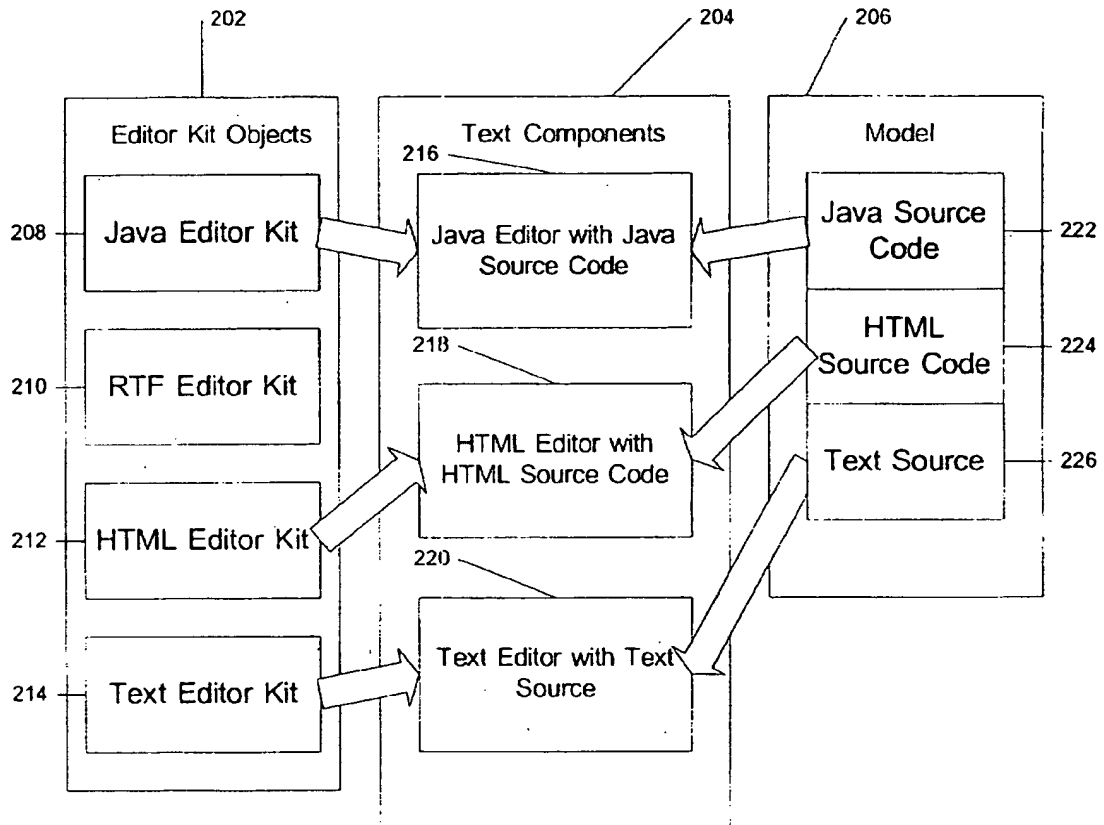 202
204
206
Editor Kit Objects
Text Components
Model
216
208
Java Editor Kit
Java Editor with Java
Source Code
Java Source
Code
222
218
210
RTF Editor Kit
HTML
Source Code
224
HTML Editor with
HTML Source Code
Text Source
226
212
HTML Editor Kit
220
214
Text Editor Kit
Text Editor with Text
Source